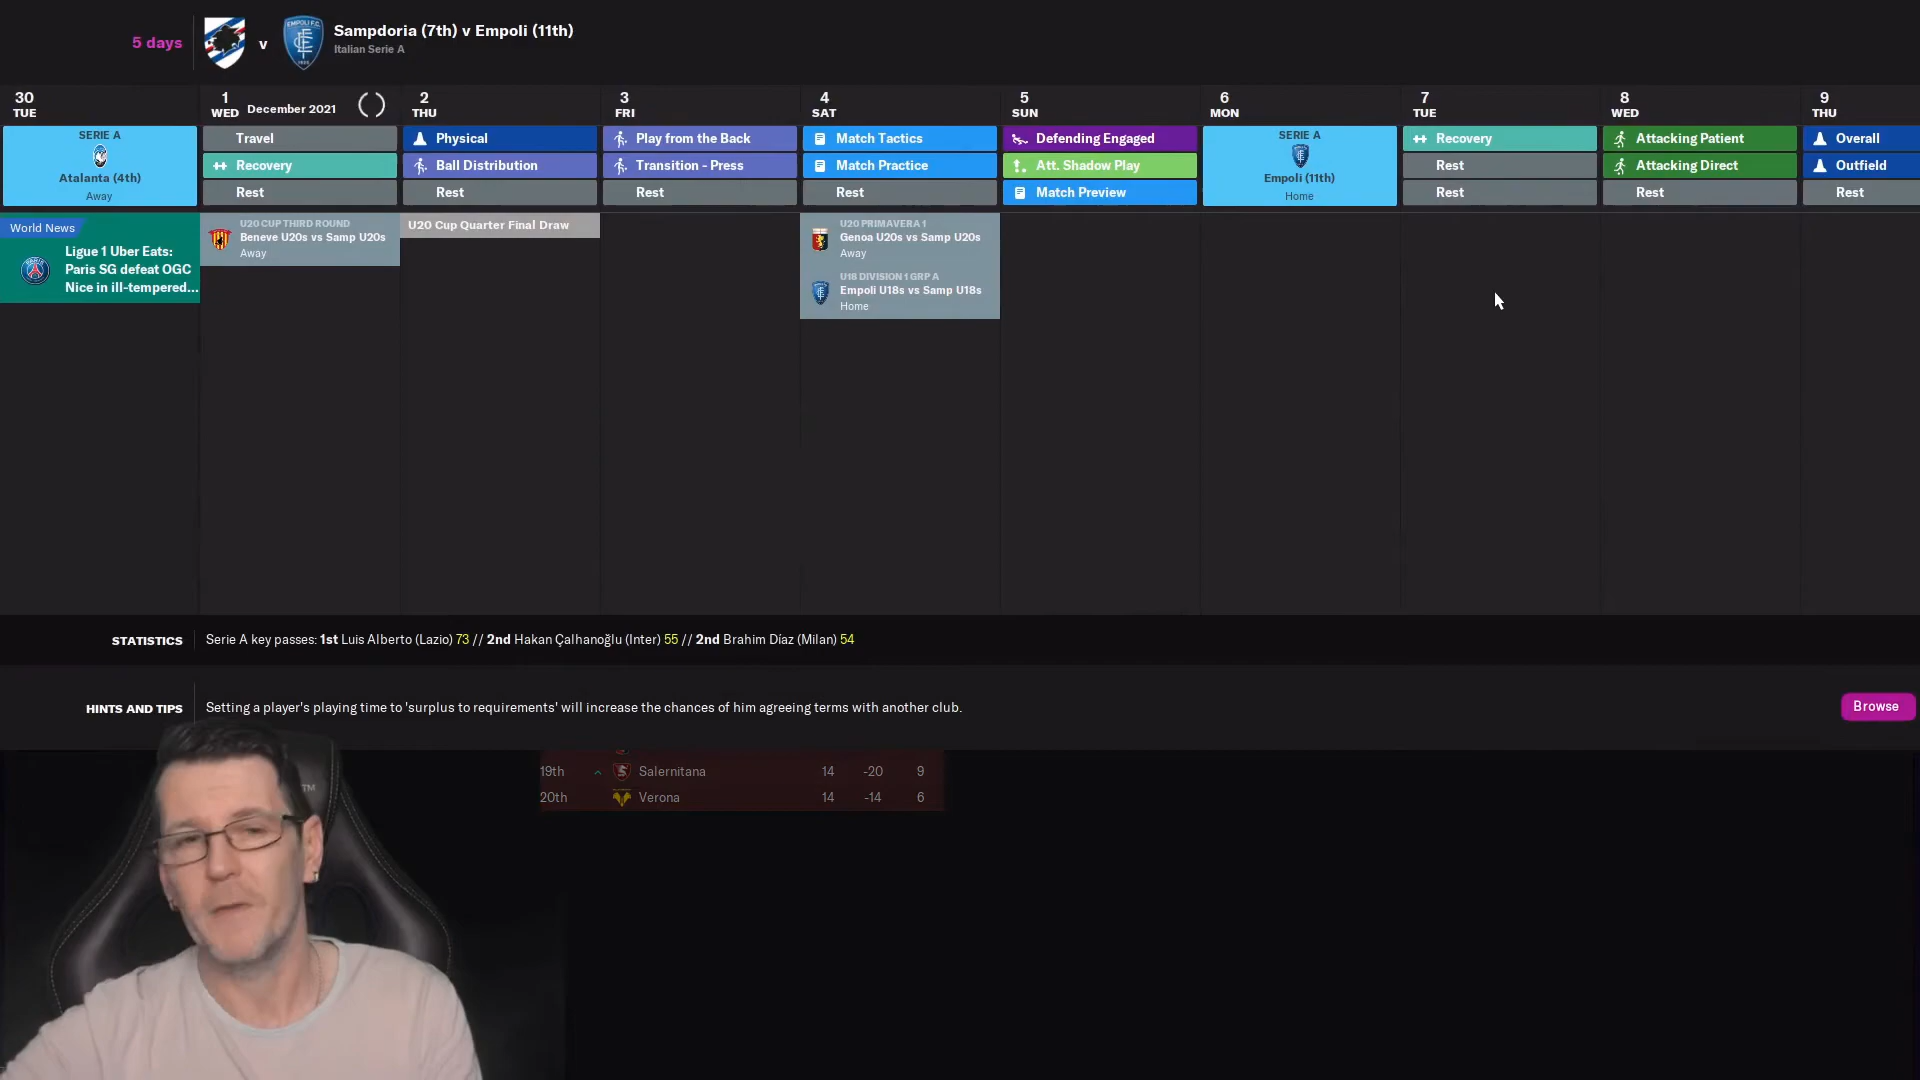 5 days
v
Sampdoria (7th) v Empoli (11th)
Italian Serie A
30
TUE
1
WED December 2021
2
THU
3
FRI
4
SAT
5
SUN
6
MON
7
TUE
8
WED
9
THU
SERIE A
Atalanta (4th)
Away
Travel
Recovery
Rest
Physical
Ball Distribution
Rest
Play from the Back
Transition - Press
Rest
Match Tactics
Match Practice
Rest
Defending Engaged
Att. Shadow Play
Match Preview
SERIE A
Empoli (11th)
Home
Recovery
Rest
Rest
Attacking Patient
Attacking Direct
Rest
Overall
Outfield
Rest
World News
Ligue 1 Uber Eats:
Paris SG defeat OGC
Nice in ill-tempered...
U20 CUP THIRD ROUND
Beneve U20s vs Samp U20s
Away
U20 Cup Quarter Final Draw
U20 PRIMAVERA 1
Genoa U20s vs Samp U20s
Away
U18 DIVISION 1 GRP A
Empoli U18s vs Samp U18s
Home
STATISTICS
Serie A key passes: 1st Luis Alberto (Lazio) 73 // 2nd Hakan Çalhanoğlu (Inter) 55 // 2nd Brahim Díaz (Milan) 54
HINTS AND TIPS
Setting a player's playing time to 'surplus to requirements' will increase the chances of him agreeing terms with another club.
Browse
19th Salernitana 14 -20 9
20th Verona 14 -14 6
TM